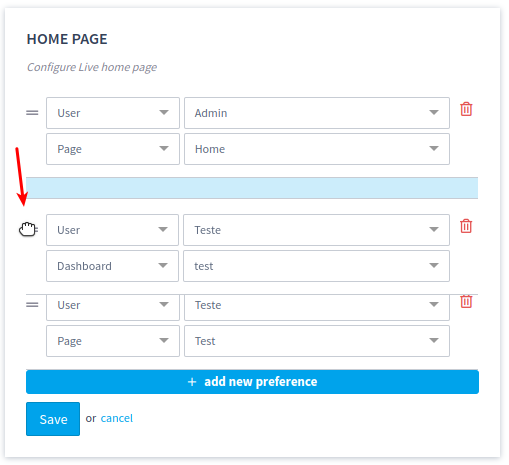 HOME PAGE
Configure Live home page
User Admin
Page Home
User Teste
Dashboard test
User Teste
Page Test
+ add new preference
Save or cancel